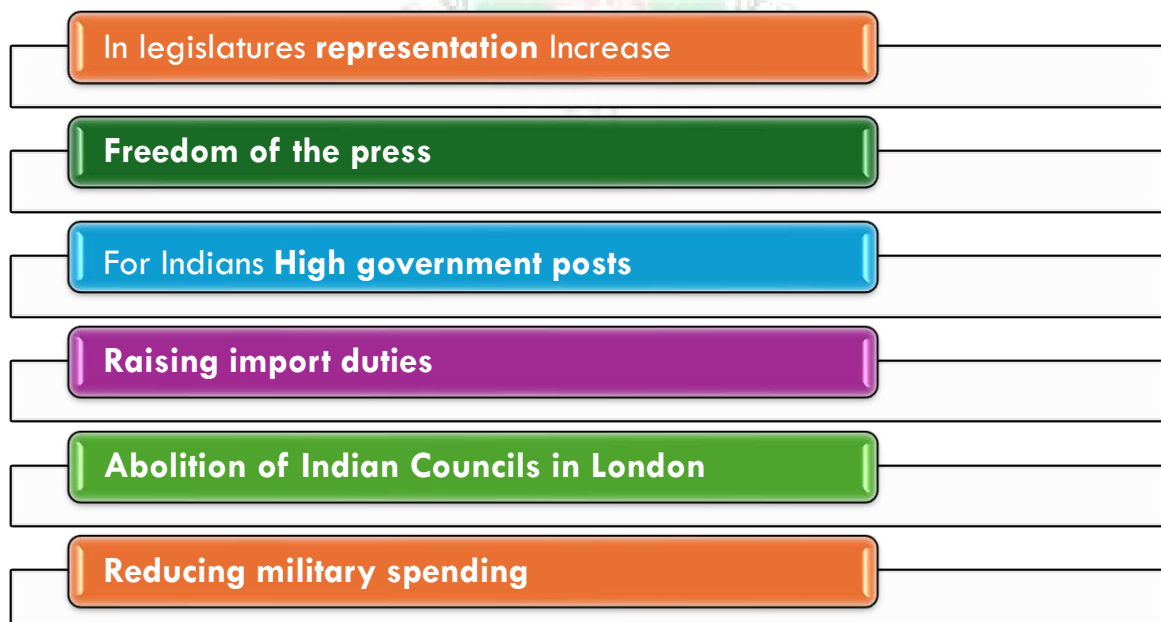 In legislatures representation Increase
Freedom of the press
For Indians High government posts
Raising import duties
Abolition of Indian Councils in London
Reducing military spending